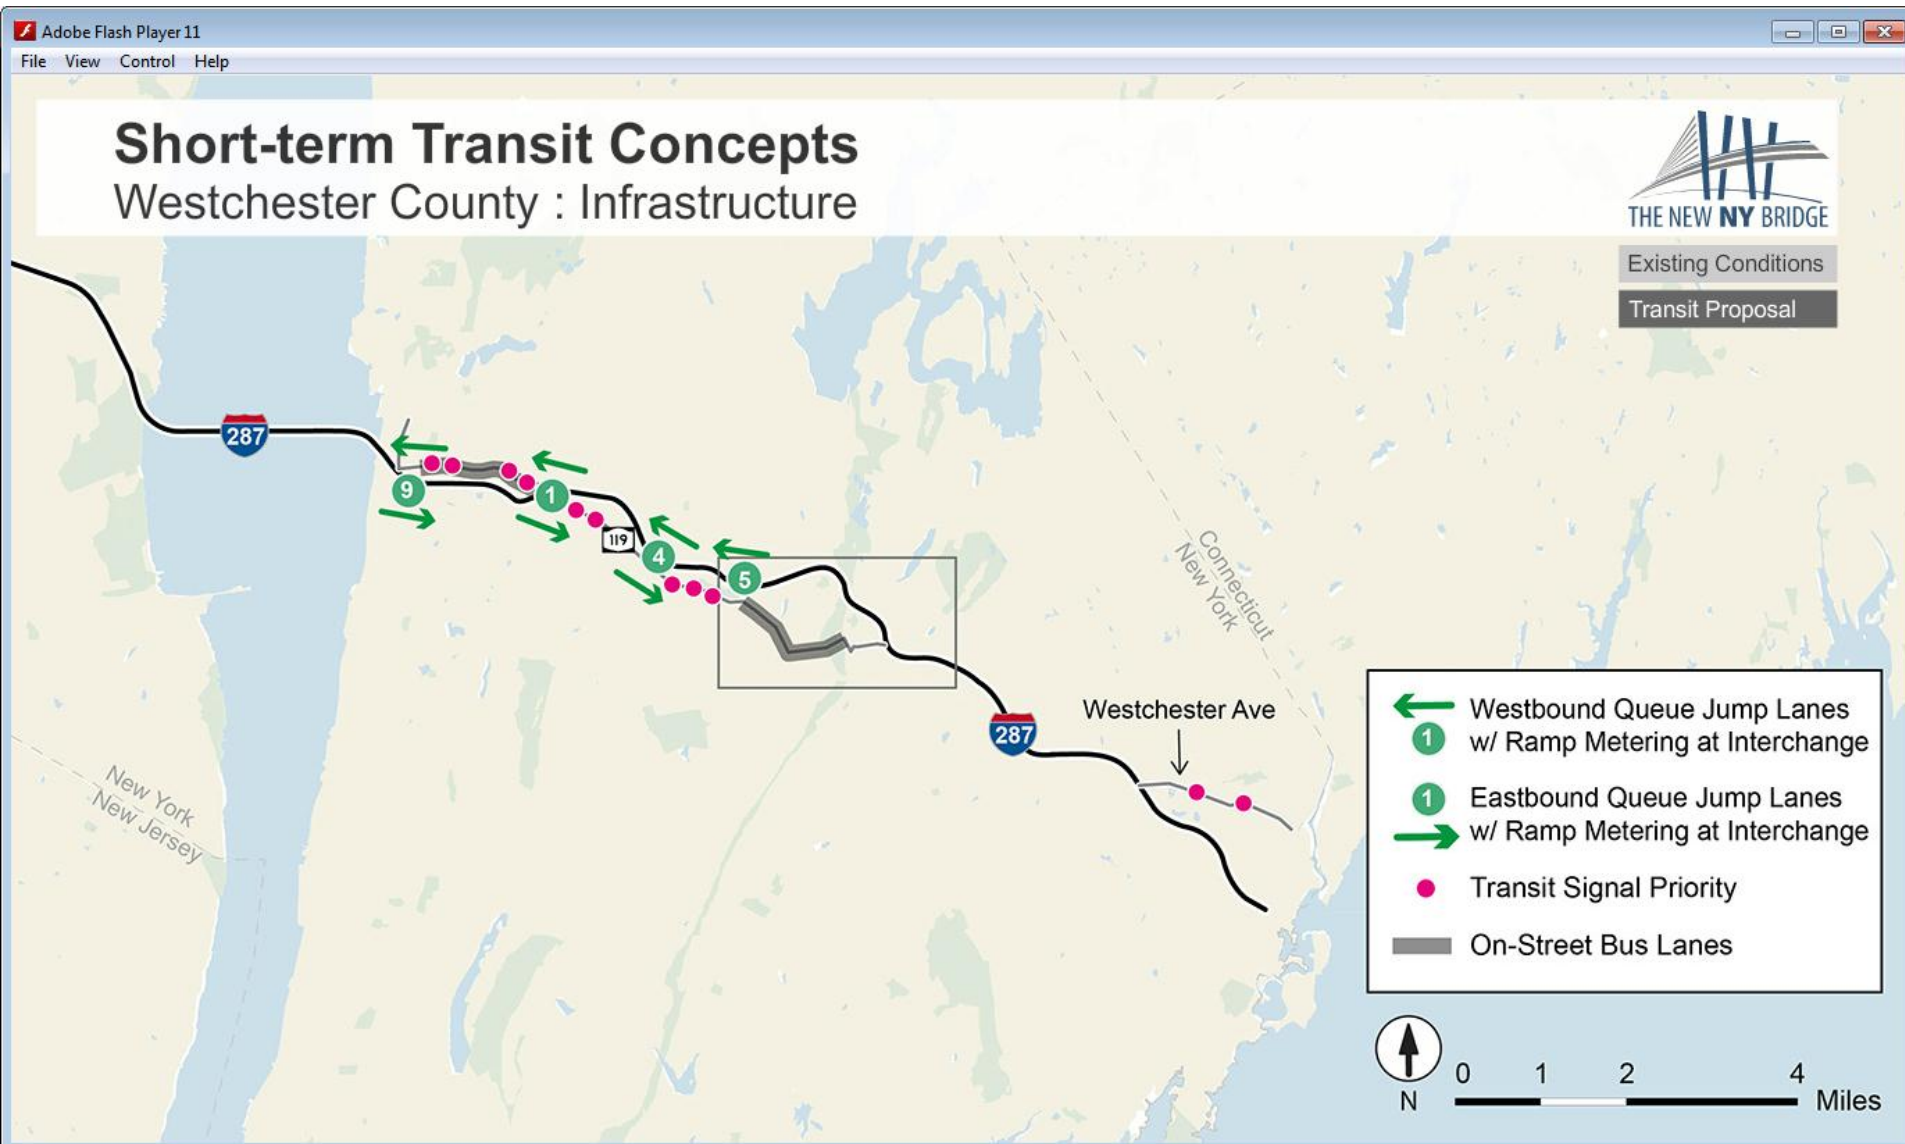 Adobe Flash Player 11
File View Control Help
Short-term Transit Concepts
Westchester County : Infrastructure
THE NEW NY BRIDGE
Existing Conditions
Transit Proposal
287
9
1
119
4
5
Connecticut
New York
287
Westchester Ave
New York
New Jersey
Westbound Queue Jump Lanes
1 w/ Ramp Metering at Interchange
1 Eastbound Queue Jump Lanes
w/ Ramp Metering at Interchange
Transit Signal Priority
On-Street Bus Lanes
N
0 1 2 4
Miles